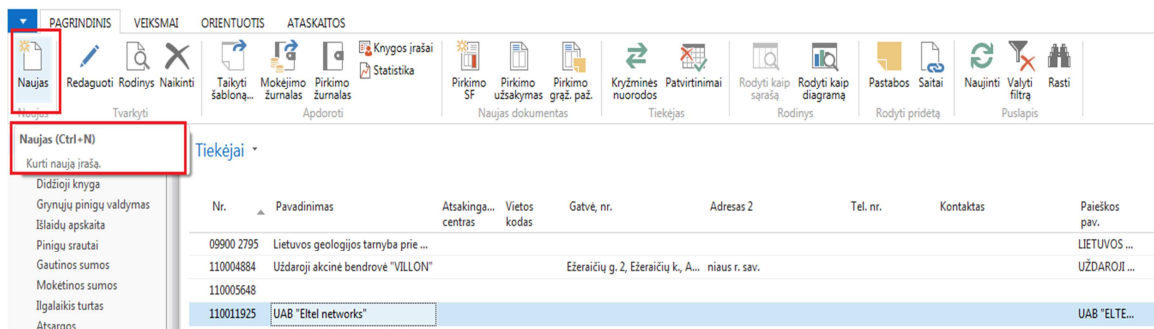 PAGRINDINIS VEIKSMAI ORIENTUOTIS ATASKAITOS
Naujas
Redaguoti Rodinys Naikinti
Taikyti šabloną... Mokėjimo žurnalas Pirkimo žurnalas
Knygos įrašai
Statistika
Pirkimo SF Pirkimo užsakymas Pirkimo grąž. paž.
Kryžminės nuorodos Patvirtinimai
Rodyti kaip sąrašą Rodyti kaip diagramą
Pastabos Saitai
Naujinti Valyti filtrą Rasti
Naujas Tvarkyti Apdoroti Naujas dokumentas Tiekėjas Rodinys Rodyti pridėtą Puslapis
Naujas (Ctrl+N)
Kurti naują įrašą.
Didžioji knyga
Grynųjų pinigų valdymas
Išlaidų apskaita
Pinigų srautai
Gautinos sumos
Mokėtinos sumos
Ilgalaikis turtas
Atsargos
Tiekėjai
Nr. Pavadinimas Atsakinga... centras Vietos kodas Gatvė, nr. Adresas 2 Tel. nr. Kontaktas Paieškos pav.
09900 2795 Lietuvos geologijos tarnyba prie ... LIETUVOS ...
110004884 Uždaroji akcinė bendrovė "VILLON" Ežeraičių g. 2, Ežeraičių k., A... niaus r. sav. UŽDAROJI ...
110005648
110011925 UAB "Eltel networks" UAB "ELTE...